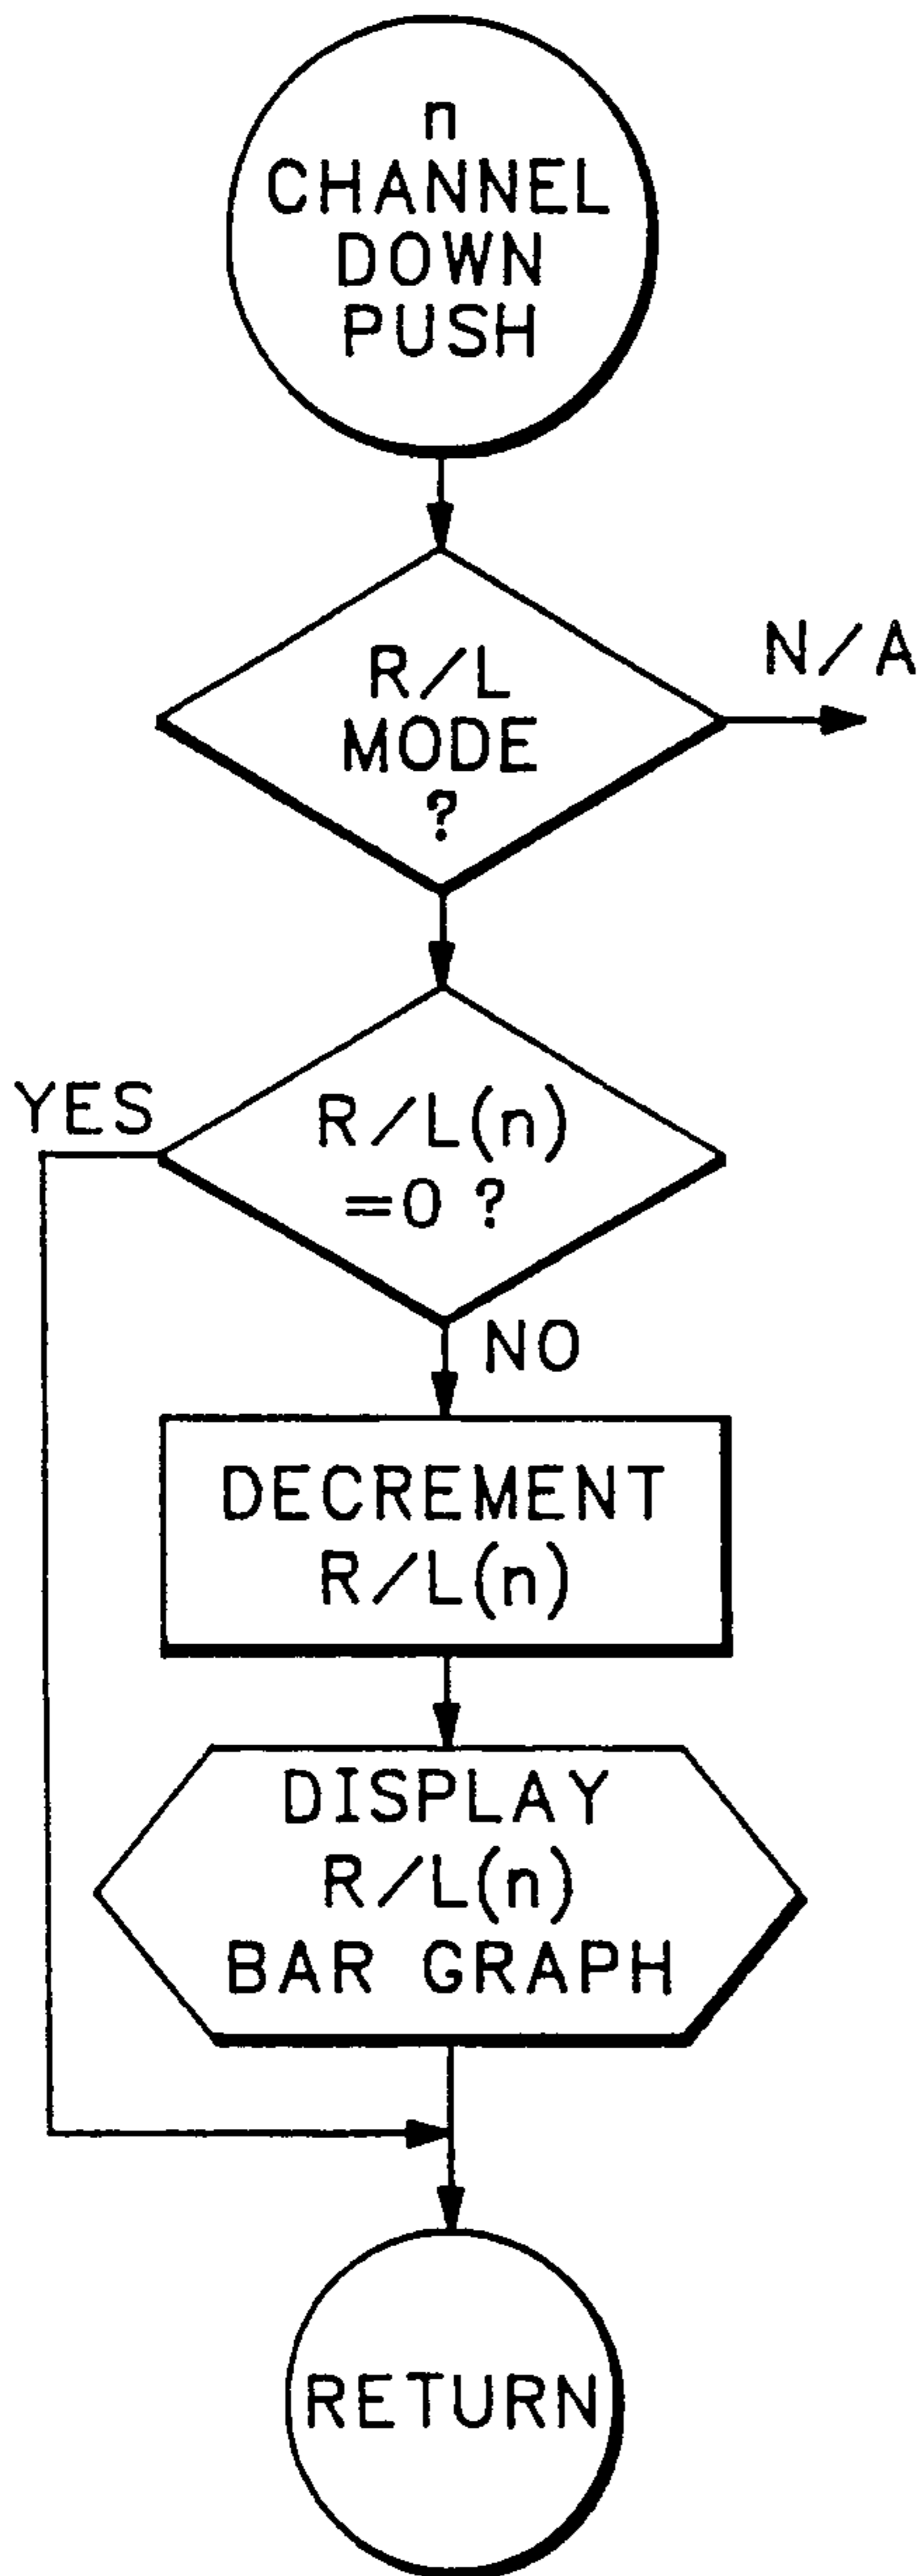 n
CHANNEL
DOWN
PUSH
R/L
MODE
?
N/A
R/L(n)
=0 ?
YES
NO
DECREMENT
R/L(n)
DISPLAY
R/L(n)
BAR GRAPH
RETURN